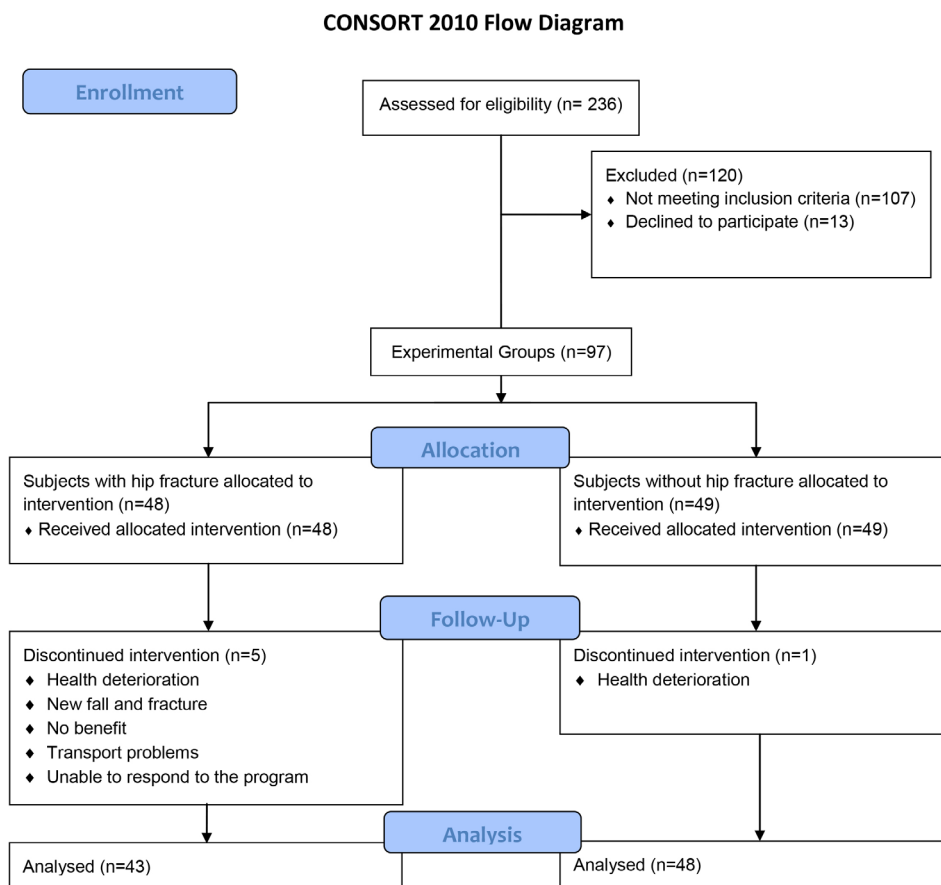 CONSORT 2010 Flow Diagram
Enrollment
Assessed for eligibility (n= 236)
Excluded (n=120)
♦ Not meeting inclusion criteria (n=107)
♦ Declined to participate (n=13)
Experimental Groups (n=97)
Allocation
Subjects with hip fracture allocated to
intervention (n=48)
♦ Received allocated intervention (n=48)
Subjects without hip fracture allocated to
intervention (n=49)
♦ Received allocated intervention (n=49)
Follow-Up
Discontinued intervention (n=5)
♦ Health deterioration
♦ New fall and fracture
♦ No benefit
♦ Transport problems
♦ Unable to respond to the program
Discontinued intervention (n=1)
♦ Health deterioration
Analysis
Analysed (n=43)
Analysed (n=48)